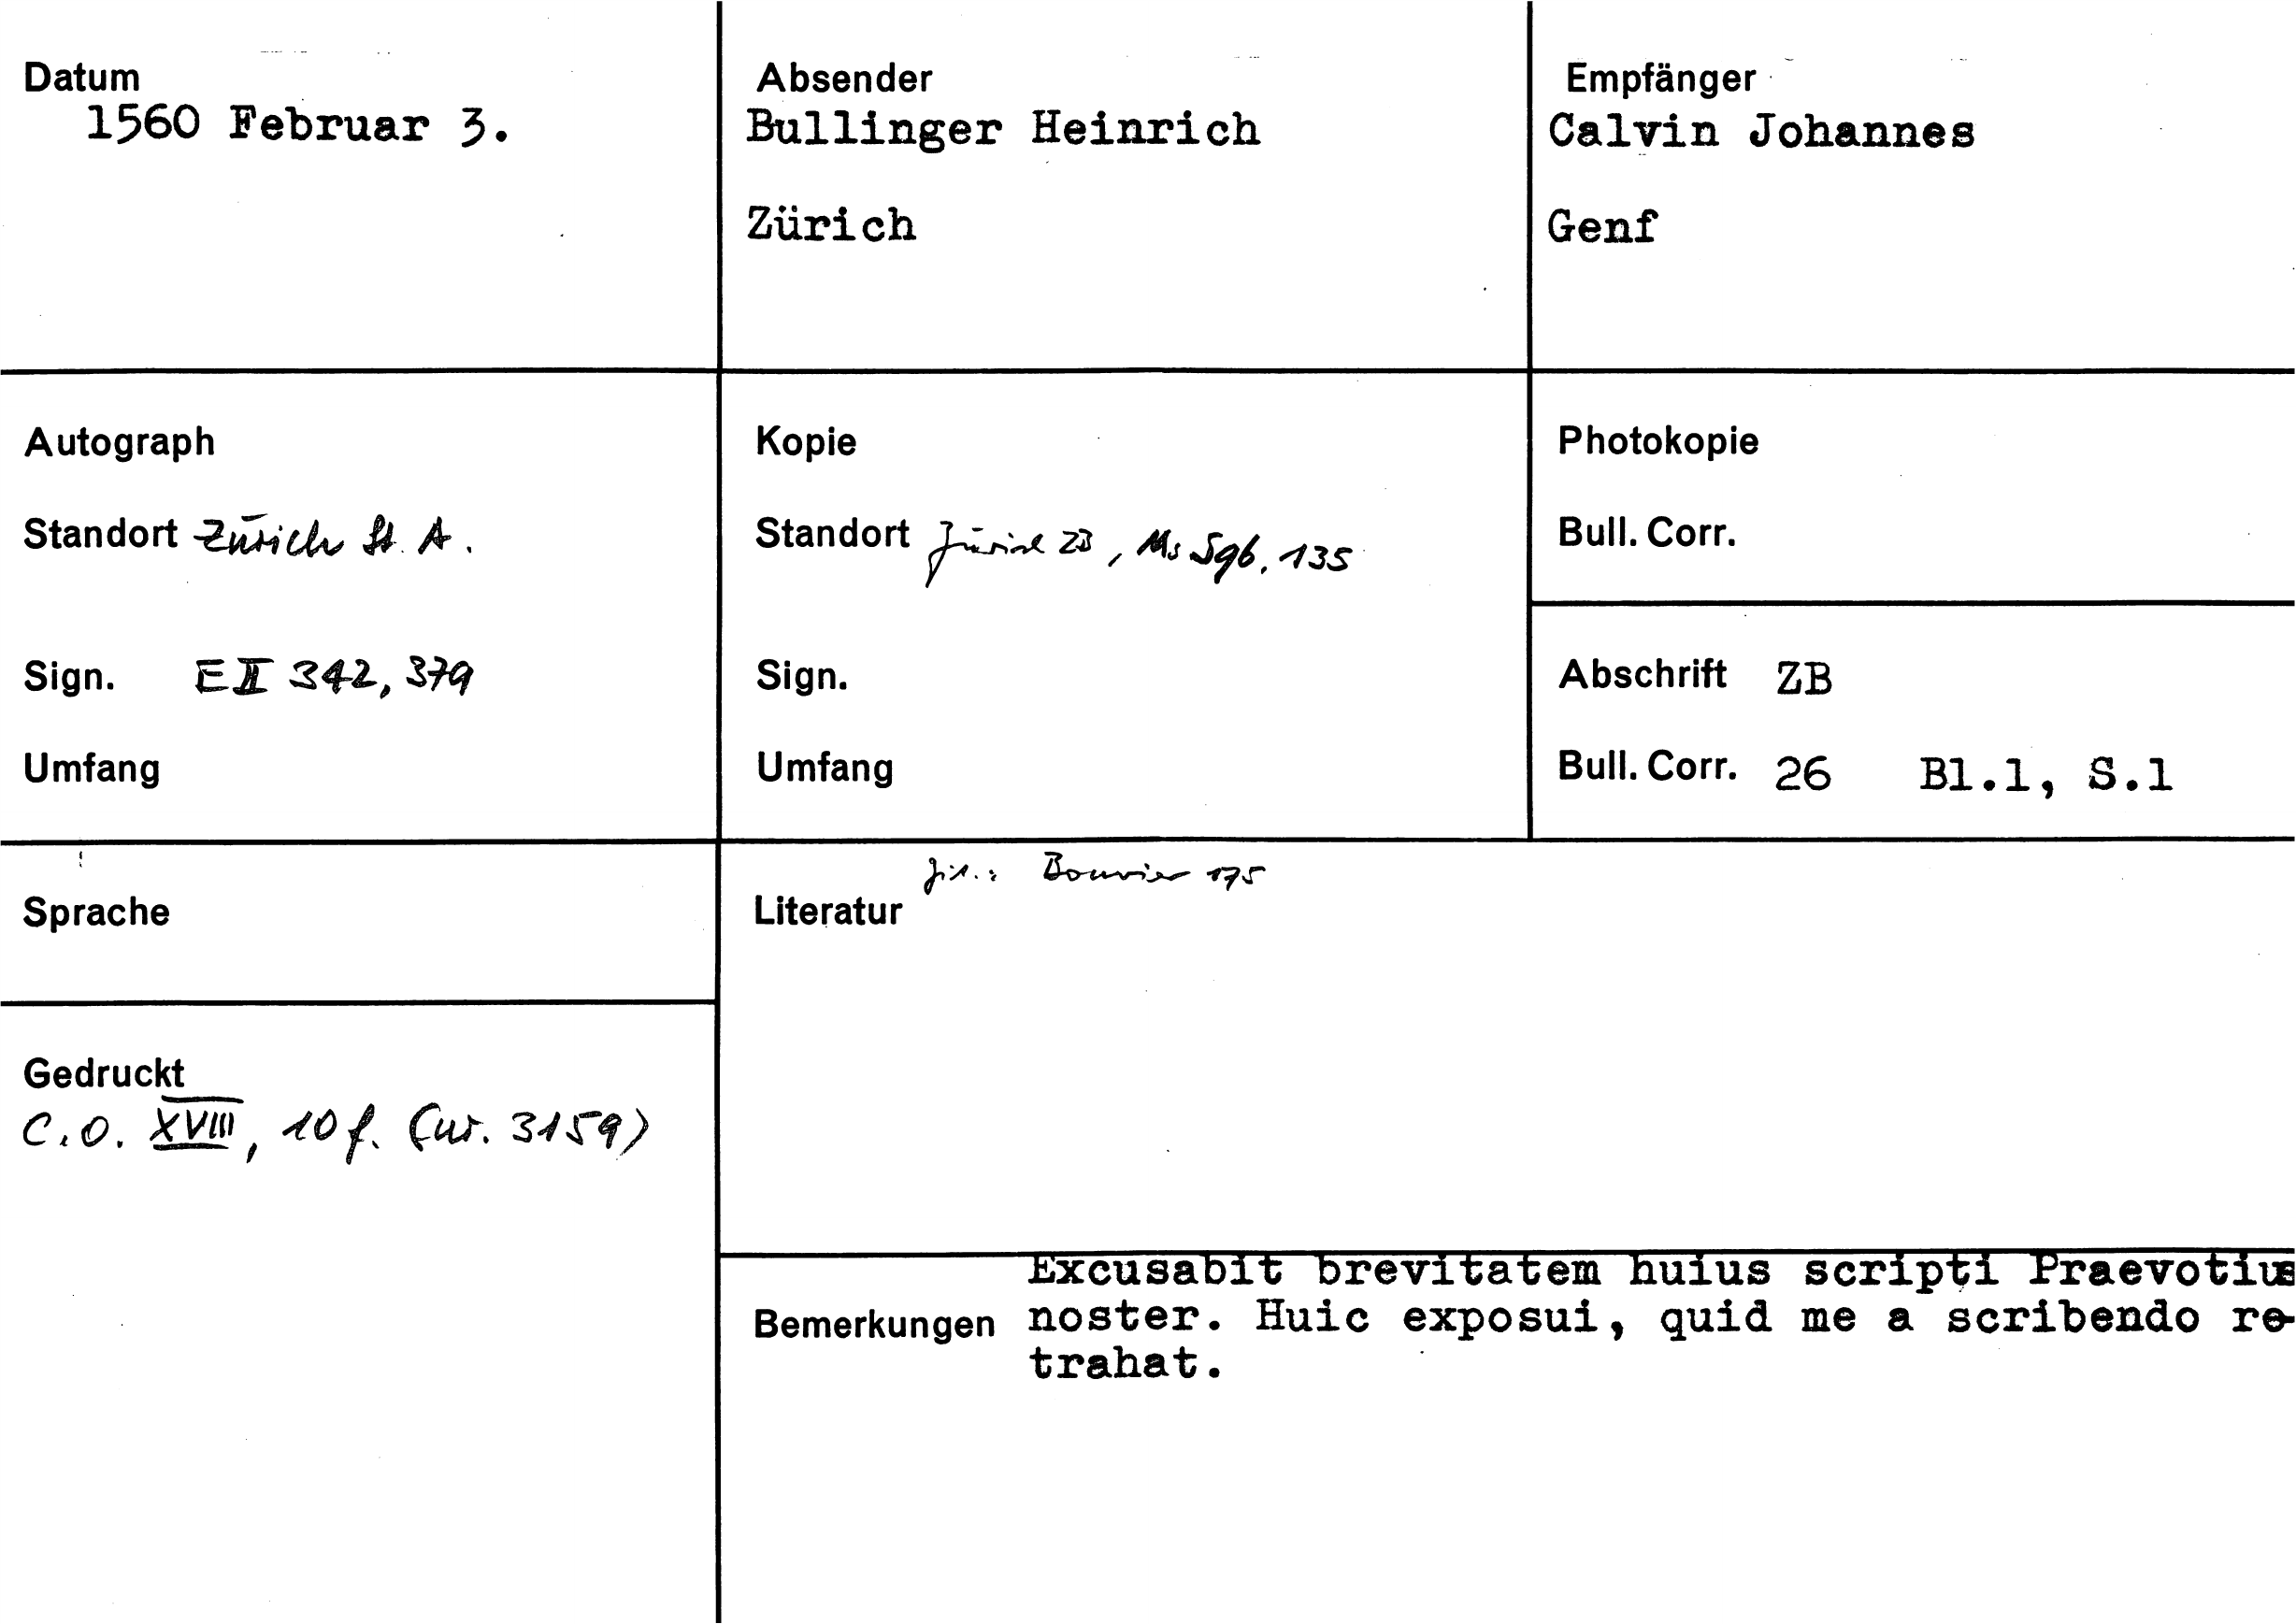 Datum
1560 Februar 3.
Absender
Bullinger Heinrich
Zürich
Empfänger
Calvin Johannes
Genf
Autograph
Standort Zürich St. A.
Sign. E II 342, 379
Umfang
Kopie
Standort Zürich ZB, Ms S 96, 135
Sign.
Umfang
Photokopie
Bull. Corr.
Abschrift ZB
Bull. Corr. 26 Bl.1, S.1
Sprache
Zit.: Bouvier 175
Literatur
Gedruckt
C.O. XVIII, 10 f. (nr. 3159)
Excusabit brevitatem huius scripti Praevotius
Bemerkungen noster. Huic exposui, quid me a scribendo re-
trahat.